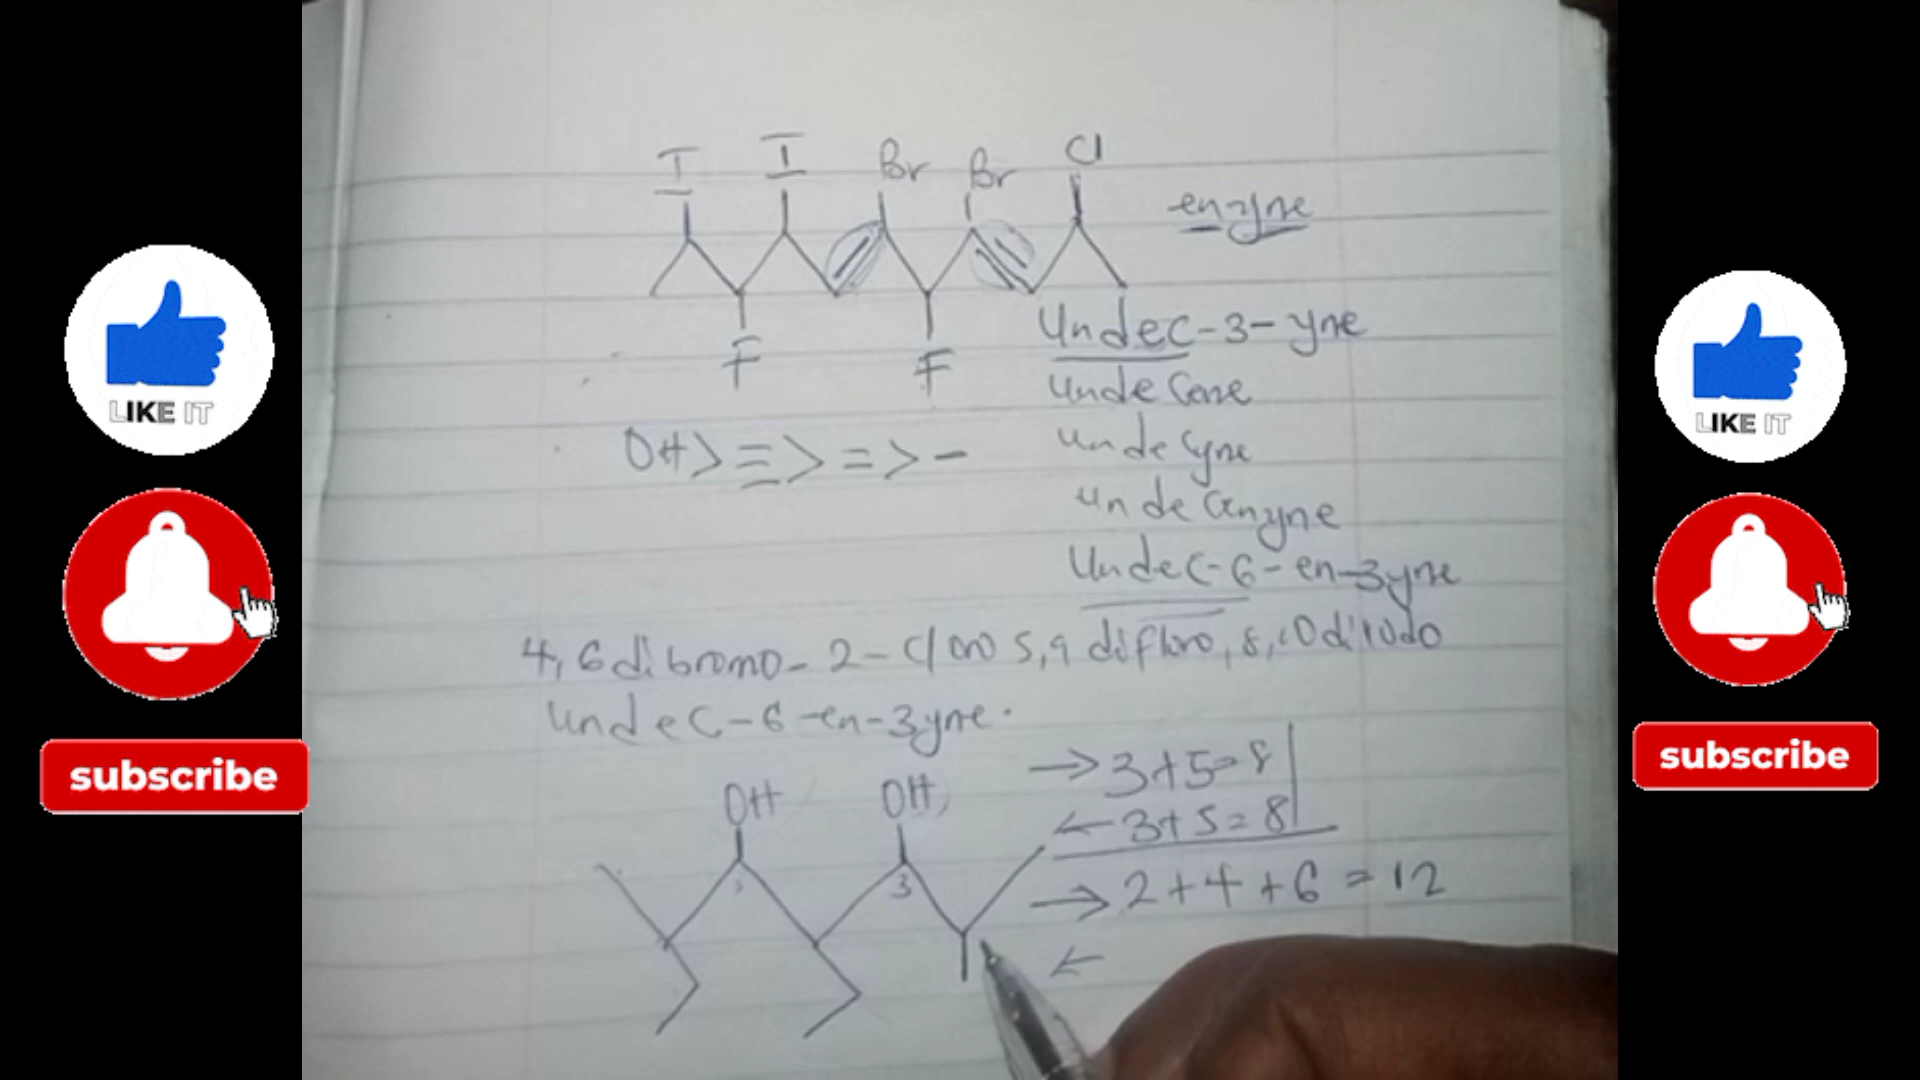 I I Br Br Cl
en-yne
F F
Undec-3-yne
OH > ≡ > = > -
undecyne
undecenyne
Undec-6-en-3yne
4,6 dibromo-2-cloro 5,9 difloro, 8,10 diiodo
undec-6-en-3yne.
OH OH
→ 3+5=8
← 3+5=8
3
→ 2+4+6=12
←
LIKE IT
subscribe
LIKE IT
subscribe